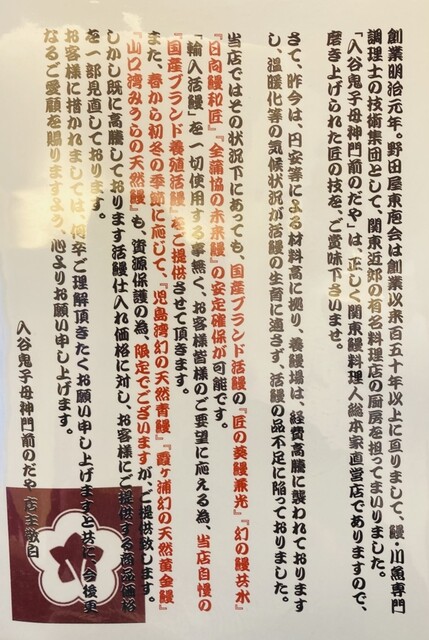 創業明治元年。野田屋東庖会は創業以来百五十年以上に亘りまして、鰻・川魚専門
調理士の技術集団として、関東近郊の有名料理店の厨房を担ってまいりました。
「入谷鬼子母神門前のだや」は、正しく関東鰻料理人総本家直営店でありますので、
磨き上げられた匠の技を、ご賞味下さいませ。
さて、昨今は、円安等による材料高に拠り、養鰻場は、経費高騰に襲われております
し、温暖化等の気候状況が活鰻の生育に適さず、活鰻の品不足に陥っておりました。
当店ではその状況下にあっても、国産ブランド活鰻の『匠の葵鰻兼光』『幻の鰻共水』
『日向鰻和匠』『全蒲協の未来鰻』の安定確保が可能です。
「輸入活鰻」を一切使用する事無く、お客様皆様のご要望に応える為、当店自慢の
『国産ブランド養殖活鰻』をご提供させて頂きます。
また、春から初冬の季節に応じて、『児島湾幻の天然青鰻』『霞ヶ浦幻の天然黄金鰻』
『山口湾みうらの天然鰻』も、資源保護の為、限定でございますが、ご提供致します。
しかし既に高騰しております活鰻仕入れ価格に対し、お客様にご提供する商品価格
を一部見直しております。
お客様に措かれましては、何卒ご理解頂きたくお願い申し上げますと共に、今後更
なるご愛顧を賜りますよう、心よりお願い申し上げます。
入谷鬼子母神門前のだや 店主敬白